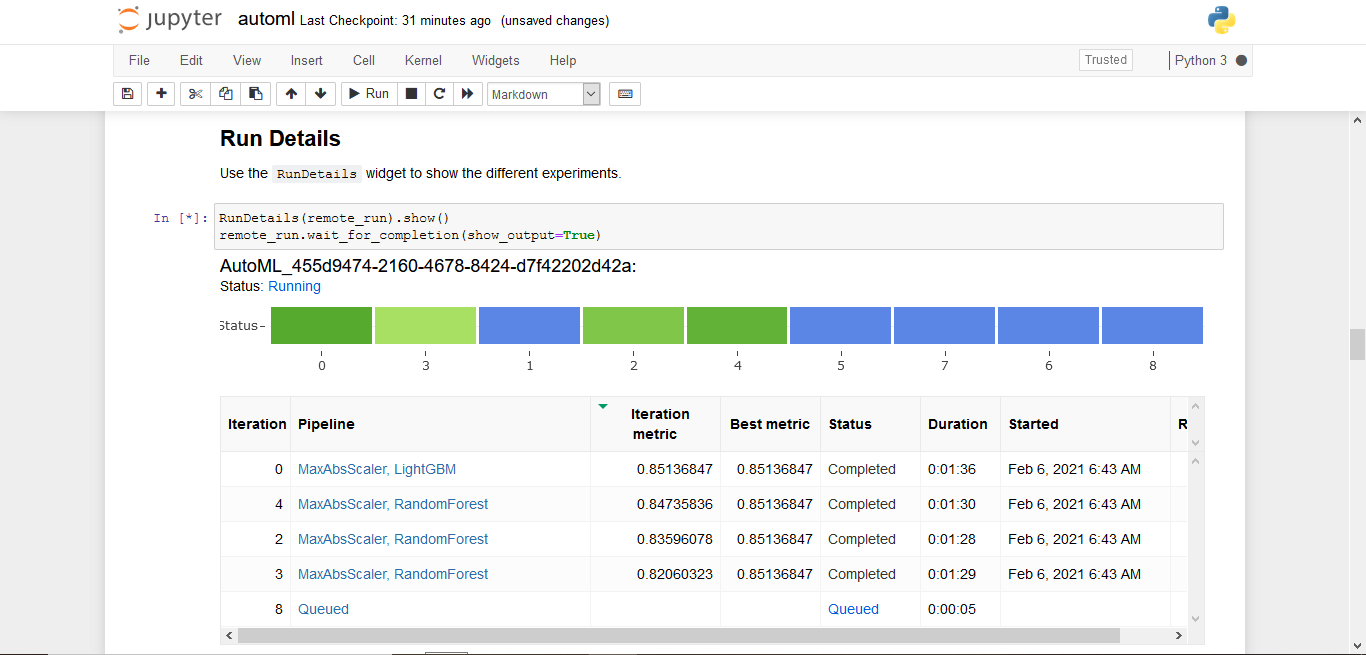 jupyter automl Last Checkpoint: 31 minutes ago (unsaved changes)
File Edit View Insert Cell Kernel Widgets Help Trusted Python 3
Run Markdown
Run Details
Use the RunDetails widget to show the different experiments.
In [*]: RunDetails(remote_run).show()
remote_run.wait_for_completion(show_output=True)
AutoML_455d9474-2160-4678-8424-d7f42202d42a:
Status: Running
Status
0 3 1 2 4 5 7 6 8
Iteration Pipeline Iteration metric Best metric Status Duration Started R
0 MaxAbsScaler, LightGBM 0.85136847 0.85136847 Completed 0:01:36 Feb 6, 2021 6:43 AM
4 MaxAbsScaler, RandomForest 0.84735836 0.85136847 Completed 0:01:30 Feb 6, 2021 6:43 AM
2 MaxAbsScaler, RandomForest 0.83596078 0.85136847 Completed 0:01:28 Feb 6, 2021 6:43 AM
3 MaxAbsScaler, RandomForest 0.82060323 0.85136847 Completed 0:01:29 Feb 6, 2021 6:43 AM
8 Queued Queued 0:00:05